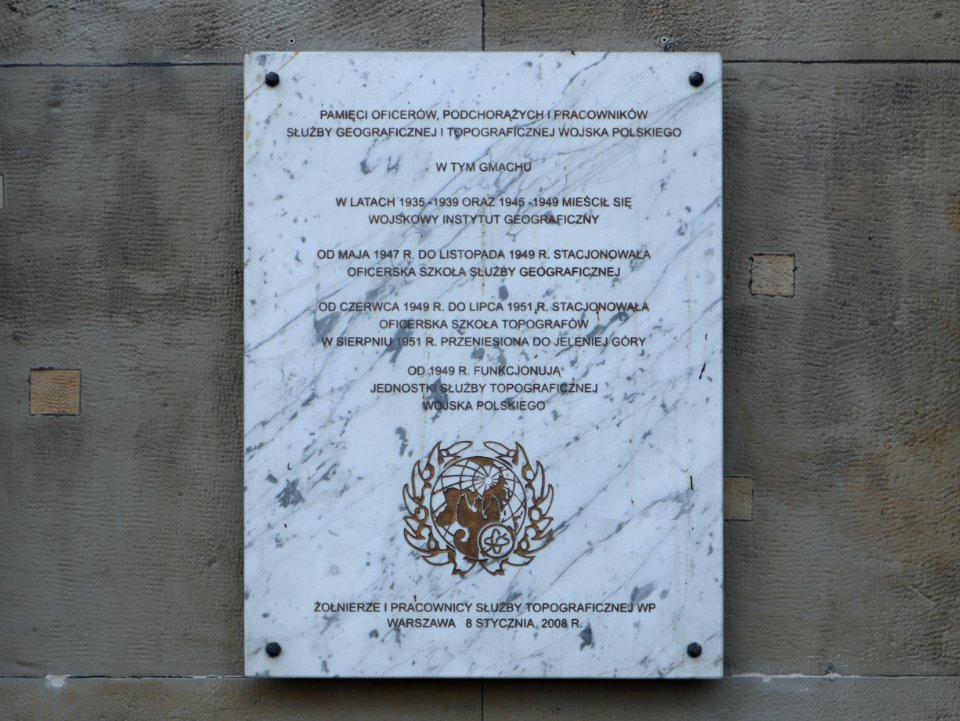 PAMIĘCI OFICERÓW, PODCHORĄŻYCH I PRACOWNIKÓW
SŁUŻBY GEOGRAFICZNEJ I TOPOGRAFICZNEJ WOJSKA POLSKIEGO
W TYM GMACHU
W LATACH 1935 -1939 ORAZ 1945 -1949 MIEŚCIŁ SIĘ
WOJSKOWY INSTYTUT GEOGRAFICZNY
OD MAJA 1947 R. DO LISTOPADA 1949 R. STACJONOWAŁA
OFICERSKA SZKOŁA SŁUŻBY GEOGRAFICZNEJ
OD CZERWCA 1949 R. DO LIPCA 1951 R. STACJONOWAŁA
OFICERSKA SZKOŁA TOPOGRAFÓW
W SIERPNIU 1951 R. PRZENIESIONA DO JELENIEJ GÓRY
OD 1949 R. FUNKCJONUJĄ
JEDNOSTKI SŁUŻBY TOPOGRAFICZNEJ
WOJSKA POLSKIEGO
ŻOŁNIERZE I PRACOWNICY SŁUŻBY TOPOGRAFICZNEJ WP
WARSZAWA 8 STYCZNIA 2008 R.